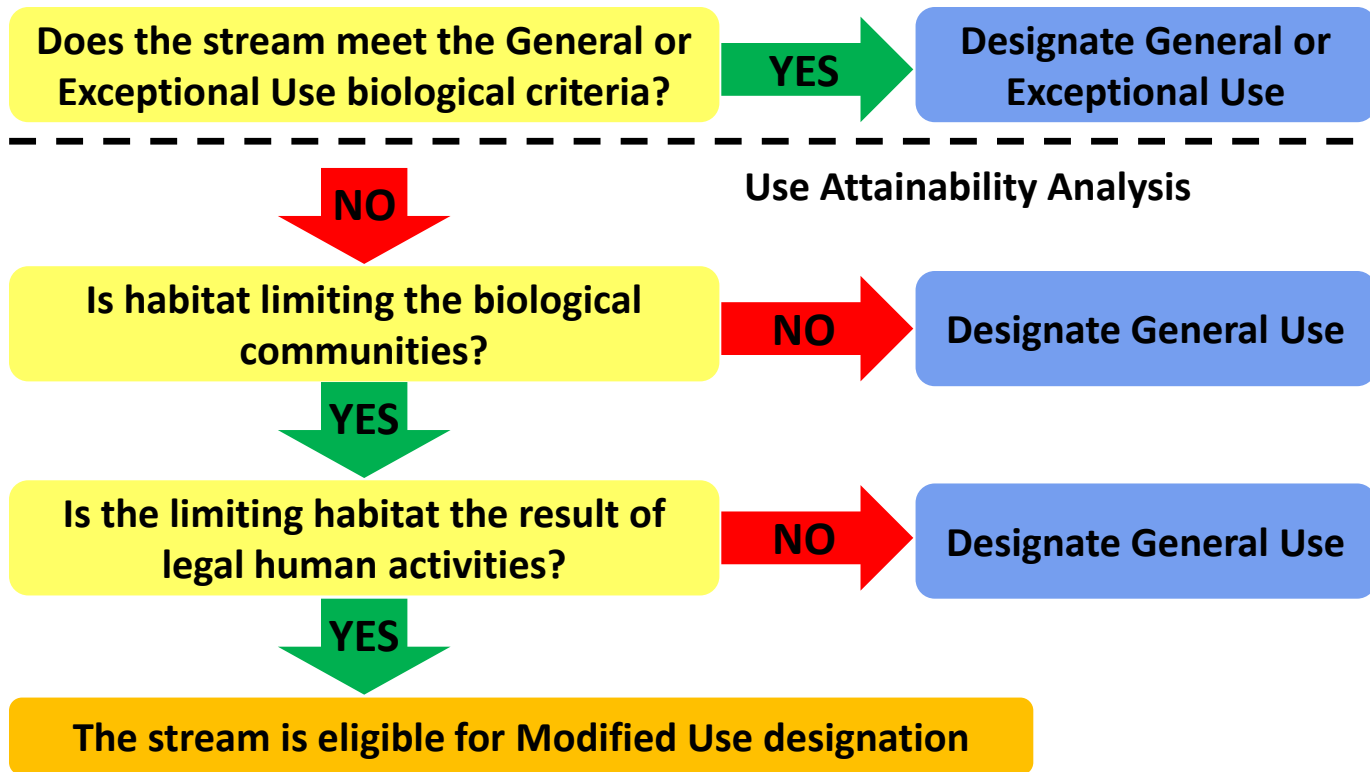 Does the stream meet the General or
Exceptional Use biological criteria?
YES
Designate General or
Exceptional Use
Use Attainability Analysis
NO
Is habitat limiting the biological
communities?
NO
Designate General Use
YES
Is the limiting habitat the result of
legal human activities?
NO
Designate General Use
YES
The stream is eligible for Modified Use designation